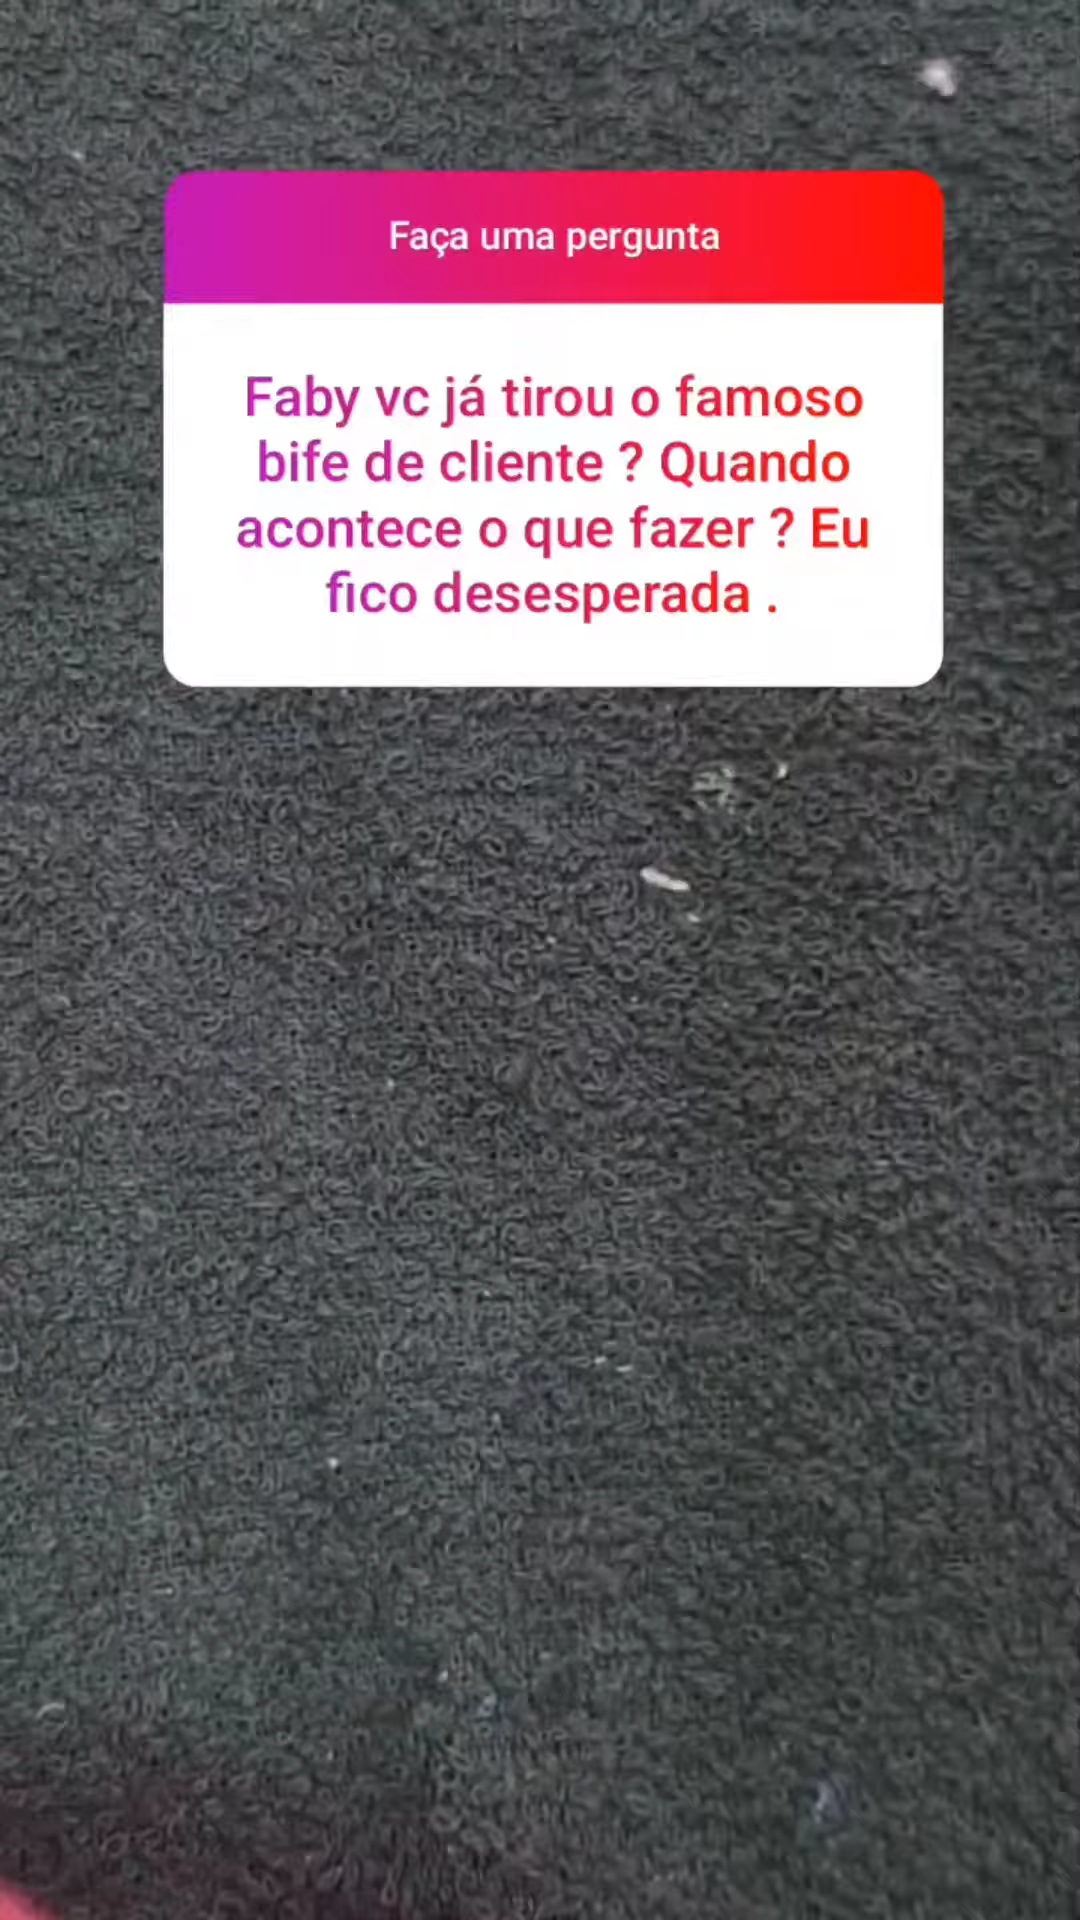 Faça uma pergunta
Faby vc já tirou o famoso
bife de cliente ? Quando
acontece o que fazer ? Eu
fico desesperada .